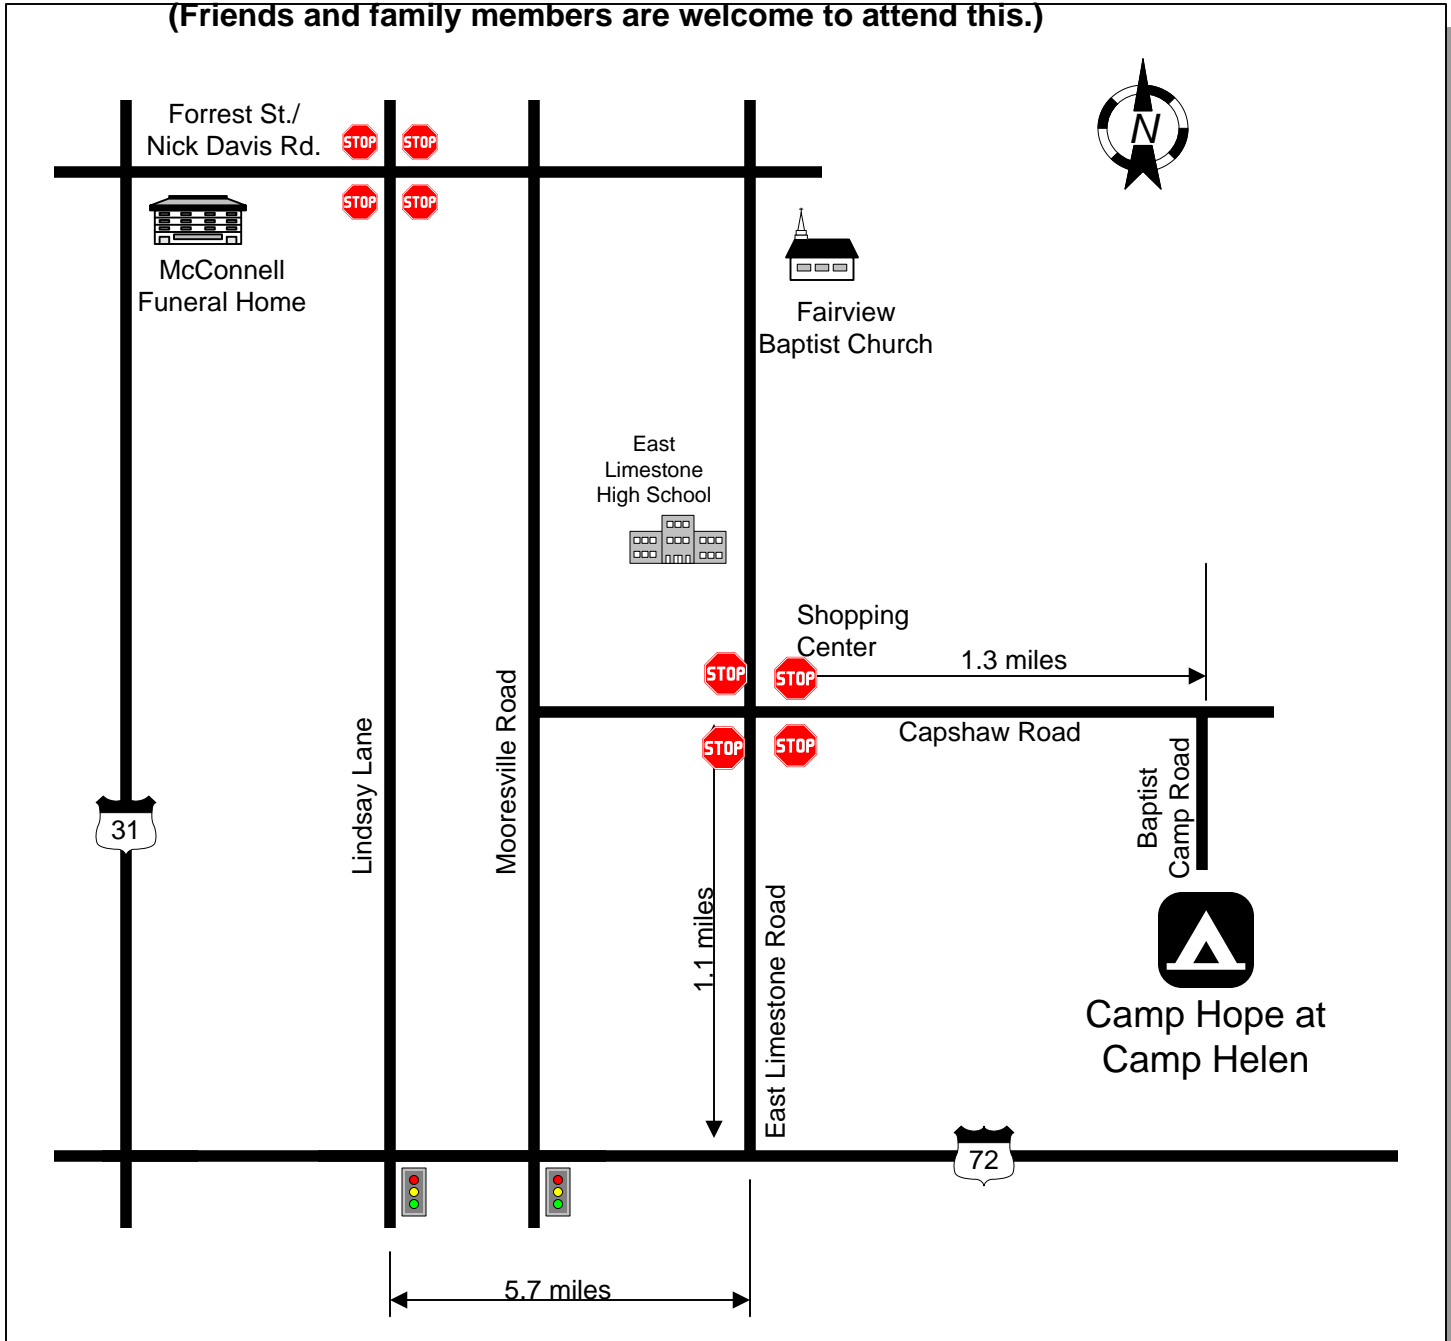 (Friends and family members are welcome to attend this.)
Forrest St./
Nick Davis Rd.
STOP STOP
STOP STOP
N
McConnell
Funeral Home
Fairview
Baptist Church
East
Limestone
High School
Shopping
Center
1.3 miles
STOP STOP
STOP STOP
Capshaw Road
Lindsay Lane
Mooresville Road
Baptist
Camp Road
31
1.1 miles
East Limestone Road
Camp Hope at
Camp Helen
72
5.7 miles